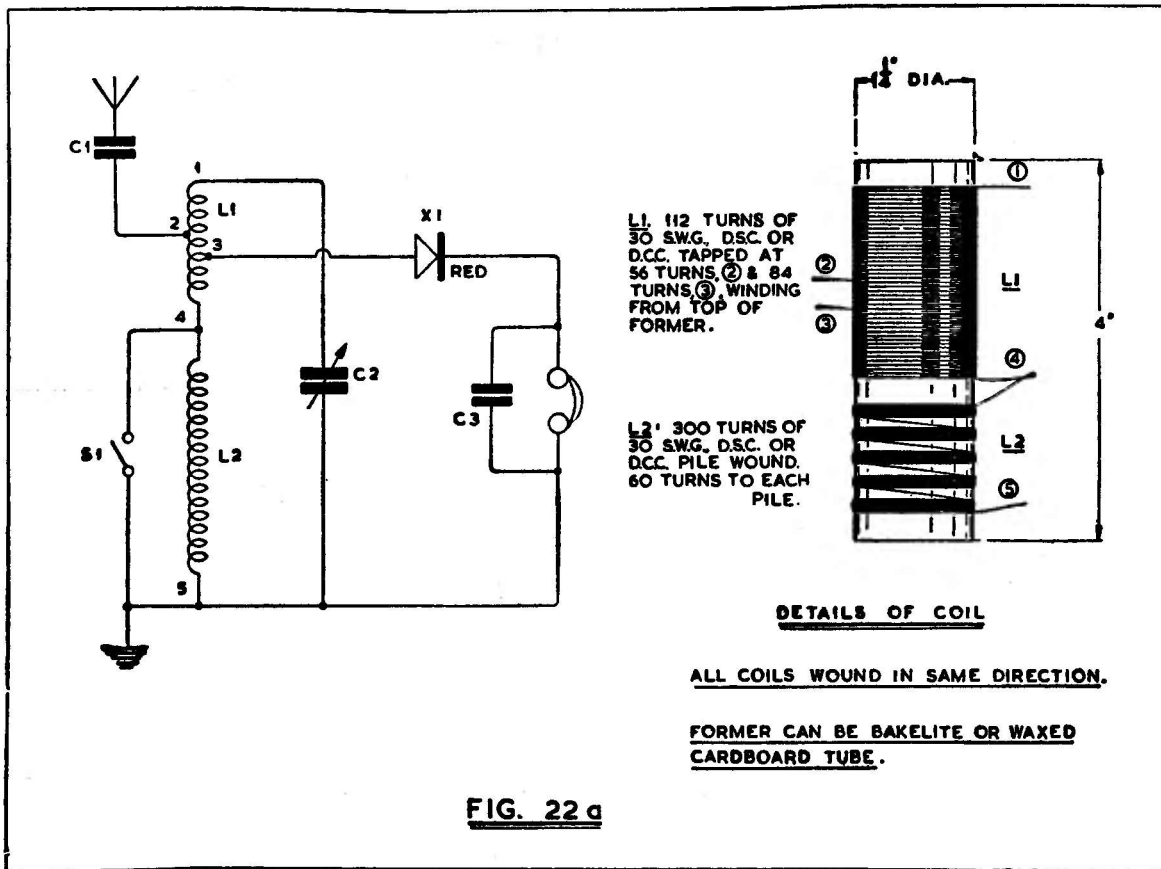 C1
1
L1
2
3
X1
RED
4
C2
C3
S1
L2
5
1¼" DIA.
①
L1. 112 TURNS OF
30 S.W.G., D.S.C. OR
D.C.C. TAPPED AT
56 TURNS, ② & 84
TURNS, ③, WINDING
FROM TOP OF
FORMER.
②
③
L1
4"
④
L2' 300 TURNS OF
30 S.W.G., D.S.C. OR
D.C.C. PILE WOUND.
60 TURNS TO EACH
PILE.
L2
⑤
DETAILS OF COIL
ALL COILS WOUND IN SAME DIRECTION.
FORMER CAN BE BAKELITE OR WAXED
CARDBOARD TUBE.
FIG. 22 a